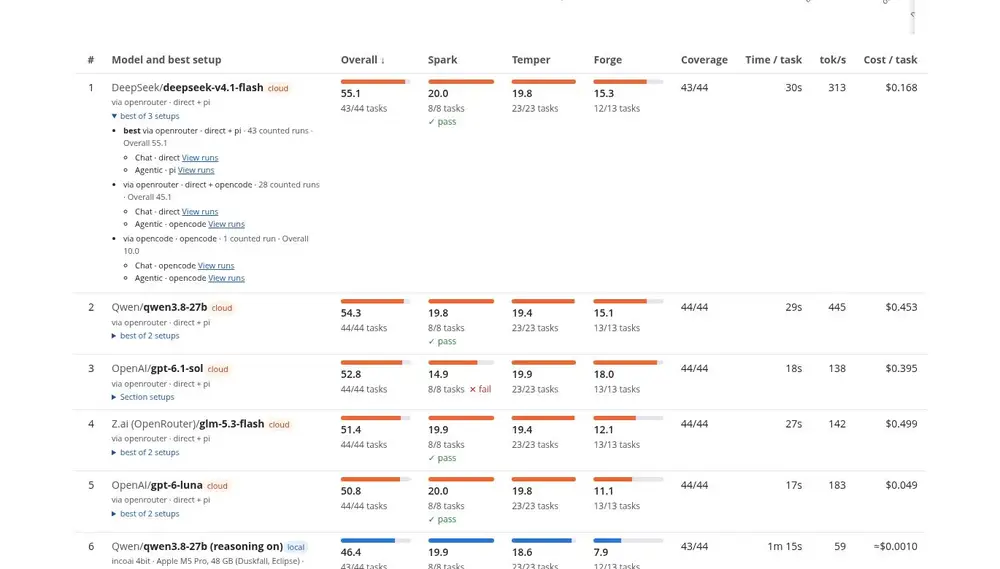 # Model and best setup Overall ↓ Spark Temper Forge Coverage Time / task tok/s Cost / task
1 DeepSeek/deepseek-v4.1-flash cloud 55.1 20.0 19.8 15.3 43/44 30s 313 $0.168
via openrouter · direct + pi 43/44 tasks 8/8 tasks 23/23 tasks 12/13 tasks
▼ best of 3 setups ✓ pass
• best via openrouter · direct + pi · 43 counted runs ·
Overall 55.1
Chat · direct View runs
Agentic · pi View runs
• via openrouter · direct + opencode · 28 counted runs
· Overall 45.1
Chat · direct View runs
Agentic · opencode View runs
• via opencode · opencode · 1 counted run · Overall
10.0
Chat · opencode View runs
Agentic · opencode View runs
2 Qwen/qwen3.8-27b cloud 54.3 19.8 19.4 15.1 44/44 29s 445 $0.453
via openrouter · direct + pi 44/44 tasks 8/8 tasks 23/23 tasks 13/13 tasks
▶ best of 2 setups ✓ pass
3 OpenAI/gpt-6.1-sol cloud 52.8 14.9 19.9 18.0 44/44 18s 138 $0.395
via openrouter · direct + pi 44/44 tasks 8/8 tasks ✕ fail 23/23 tasks 13/13 tasks
▶ Section setups
4 Z.ai (OpenRouter)/glm-5.3-flash cloud 51.4 19.9 19.4 12.1 44/44 27s 142 $0.499
via openrouter · direct + pi 44/44 tasks 8/8 tasks 23/23 tasks 13/13 tasks
▶ best of 2 setups ✓ pass
5 OpenAI/gpt-6-luna cloud 50.8 20.0 19.8 11.1 44/44 17s 183 $0.049
via openrouter · direct + pi 44/44 tasks 8/8 tasks 23/23 tasks 13/13 tasks
▶ best of 2 setups ✓ pass
6 Qwen/qwen3.8-27b (reasoning on) local 46.4 19.9 18.6 7.9 43/44 1m 15s 59 ≈$0.0010
incoai 4bit · Apple M5 Pro, 48 GB (Duskfall, Eclipse) · 43/44 tasks 8/8 tasks 23/23 tasks 12/13 tasks